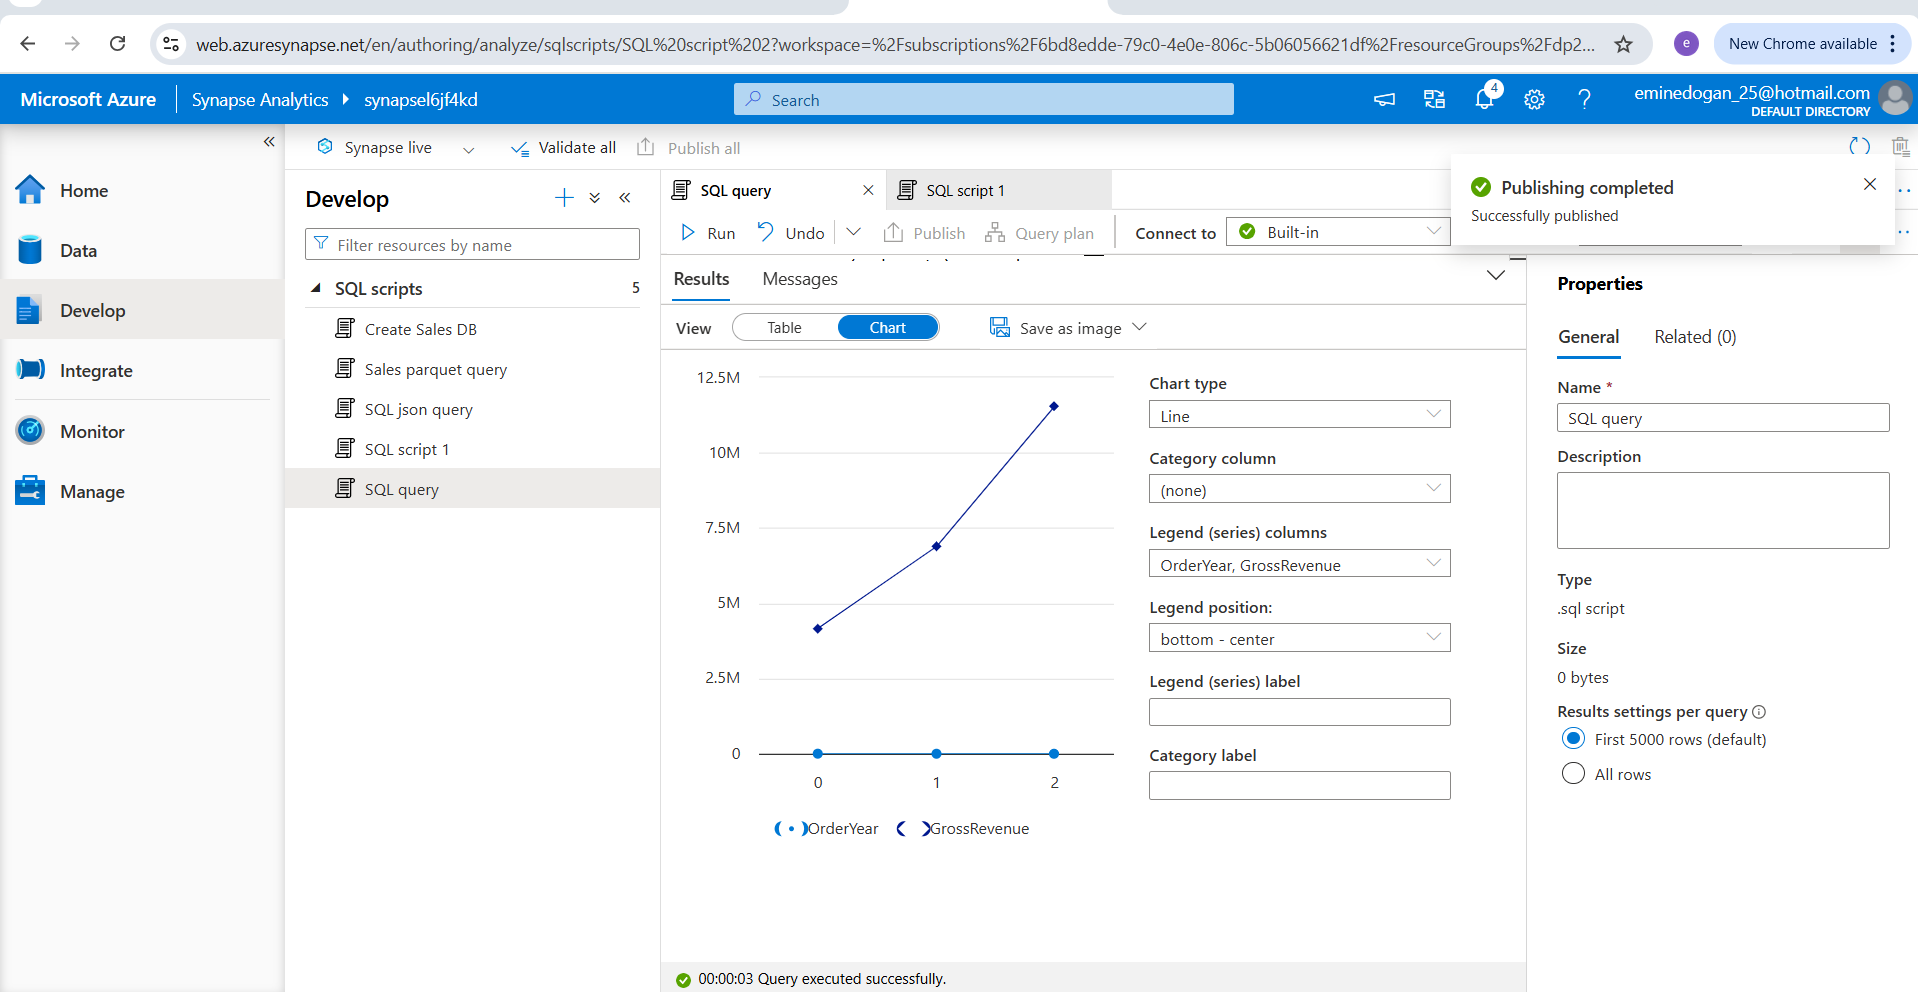 web.azuresynapse.net/en/authoring/analyze/sqlscripts/SQL%20script%202?workspace=%2Fsubscriptions%2F6bd8edde-79c0-4e0e-806c-5b06056621df%2FresourceGroups%2Fdp2...
e
New Chrome available
Microsoft Azure
Synapse Analytics
synapsel6jf4kd
Search
4
eminedogan_25@hotmail.com
DEFAULT DIRECTORY
Home
Data
Develop
Integrate
Monitor
Manage
Synapse live
Validate all
Publish all
Develop
Filter resources by name
SQL scripts 5
Create Sales DB
Sales parquet query
SQL json query
SQL script 1
SQL query
SQL query
SQL script 1
Run
Undo
Publish
Query plan
Connect to
Built-in
Publishing completed
Successfully published
Results
Messages
View
Table
Chart
Save as image
12.5M
10M
7.5M
5M
2.5M
0
0 1 2
OrderYear
GrossRevenue
Chart type
Line
Category column
(none)
Legend (series) columns
OrderYear, GrossRevenue
Legend position:
bottom - center
Legend (series) label
Category label
00:00:03 Query executed successfully.
Properties
General
Related (0)
Name *
SQL query
Description
Type
.sql script
Size
0 bytes
Results settings per query
First 5000 rows (default)
All rows